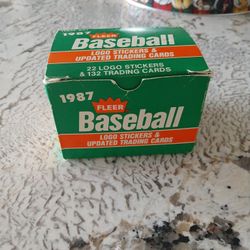 1987
FLEER
Baseball
LOGO STICKERS &
UPDATED TRADING CARDS
22 LOGO STICKERS
& 132 TRADING CARDS
1987
FLEER
Baseball
LOGO STICKERS &
UPDATED TRADING CARDS